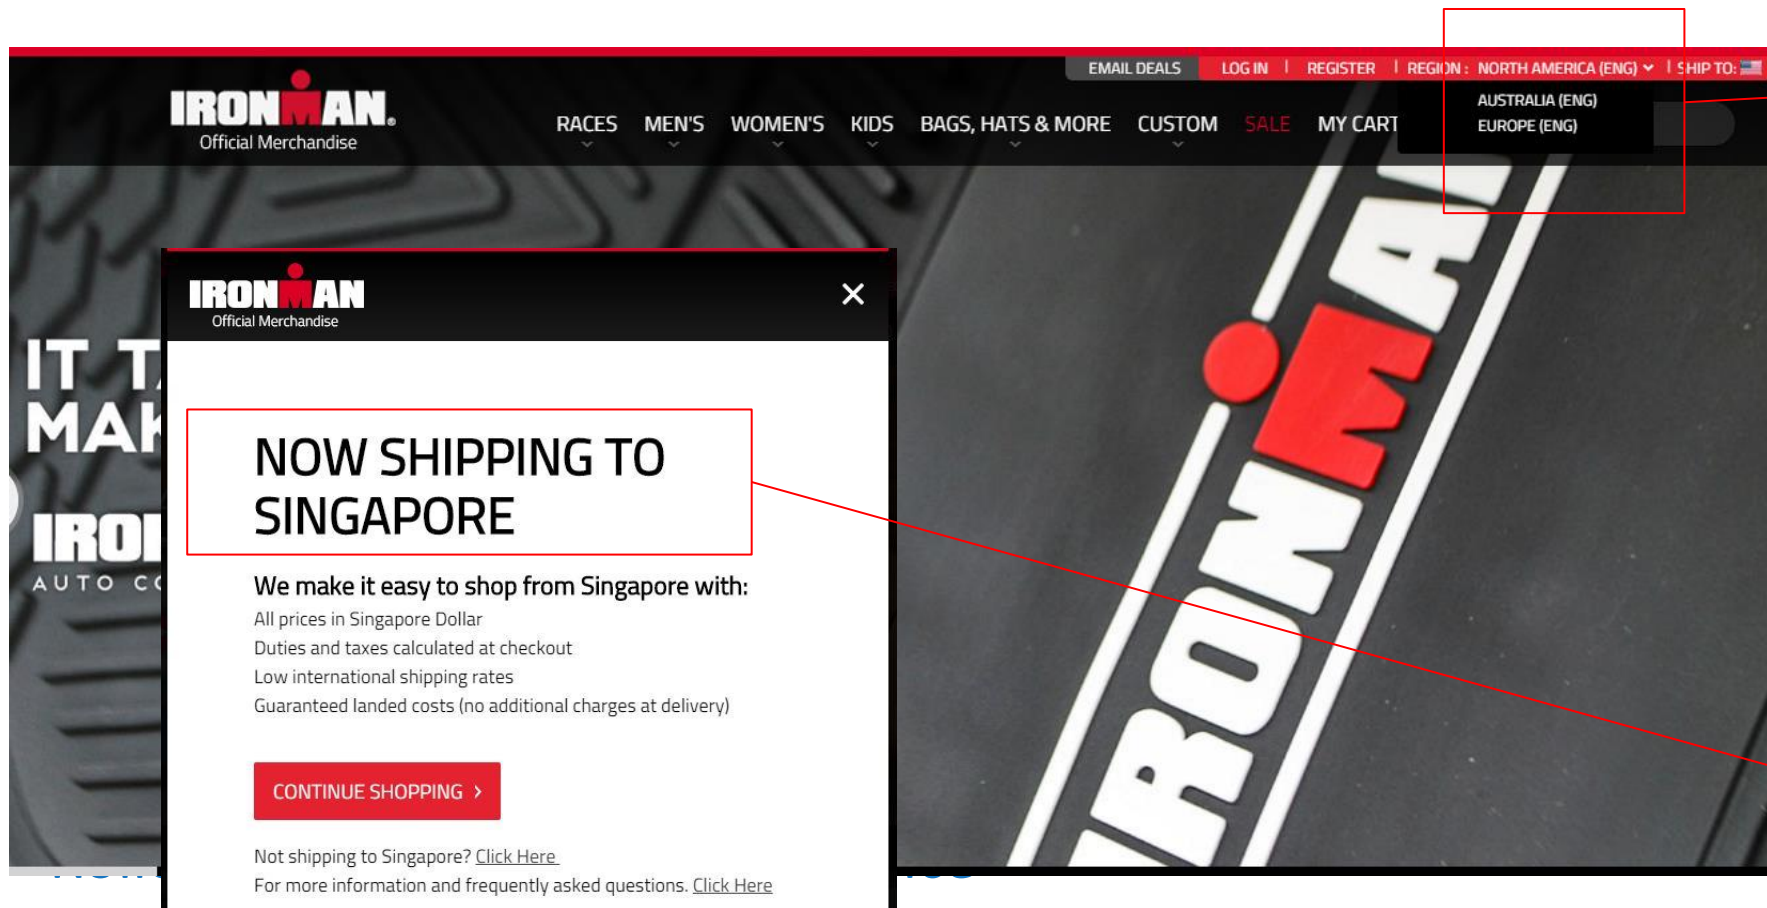 EMAIL DEALS LOG IN | REGISTER | REGION : NORTH AMERICA (ENG) | SHIP TO:
AUSTRALIA (ENG)
EUROPE (ENG)
IRONMAN®
Official Merchandise
RACES MEN'S WOMEN'S KIDS BAGS, HATS & MORE CUSTOM SALE MY CART
IRONMAN
IRONMAN
Official Merchandise
IT
NOW SHIPPING TO
SINGAPORE
AUTO
We make it easy to shop from Singapore with:
All prices in Singapore Dollar
Duties and taxes calculated at checkout
Low international shipping rates
Guaranteed landed costs (no additional charges at delivery)
CONTINUE SHOPPING >
Not shipping to Singapore? Click Here
For more information and frequently asked questions. Click Here